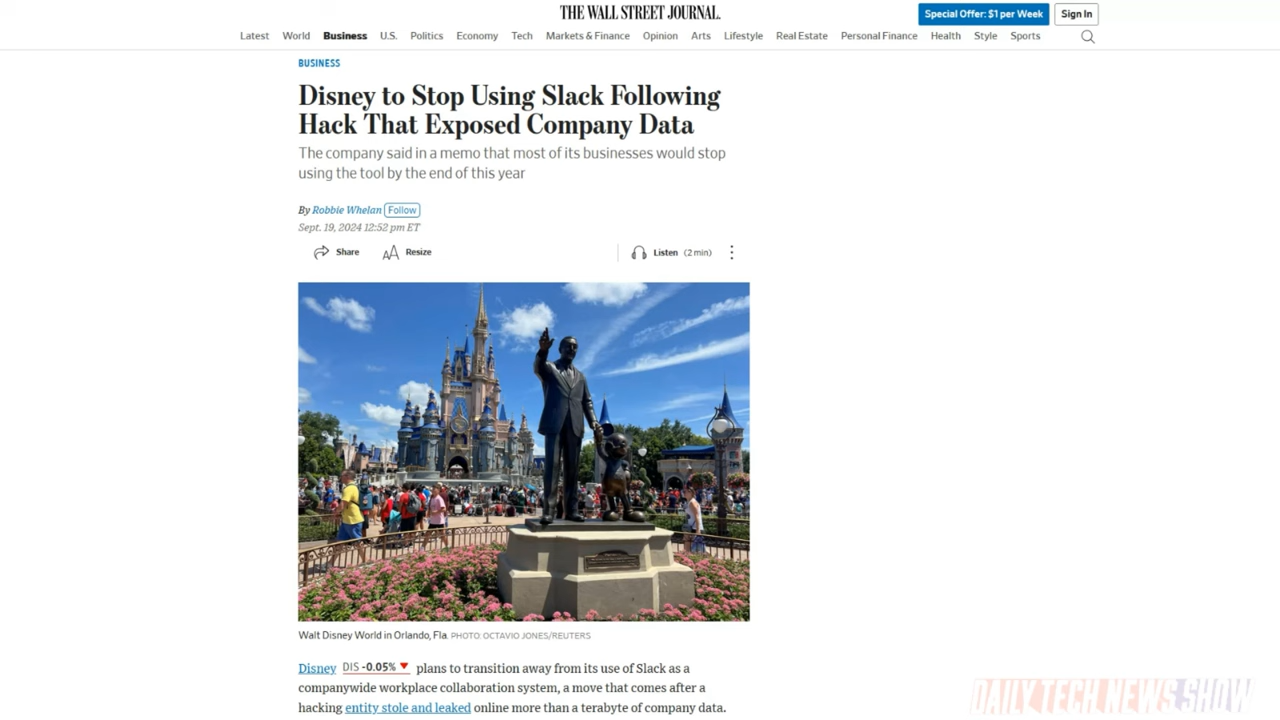 THE WALL STREET JOURNAL.
Special Offer: $1 per Week
Sign In
Latest World Business U.S. Politics Economy Tech Markets & Finance Opinion Arts Lifestyle Real Estate Personal Finance Health Style Sports
BUSINESS
Disney to Stop Using Slack Following
Hack That Exposed Company Data
The company said in a memo that most of its businesses would stop
using the tool by the end of this year
By Robbie Whelan Follow
Sept. 19, 2024 12:52 pm ET
Share AA Resize Listen (2 min)
Walt Disney World in Orlando, Fla. PHOTO: OCTAVIO JONES/REUTERS
Disney DIS -0.05% plans to transition away from its use of Slack as a
companywide workplace collaboration system, a move that comes after a
hacking entity stole and leaked online more than a terabyte of company data.
DAILY TECH NEWS SHOW